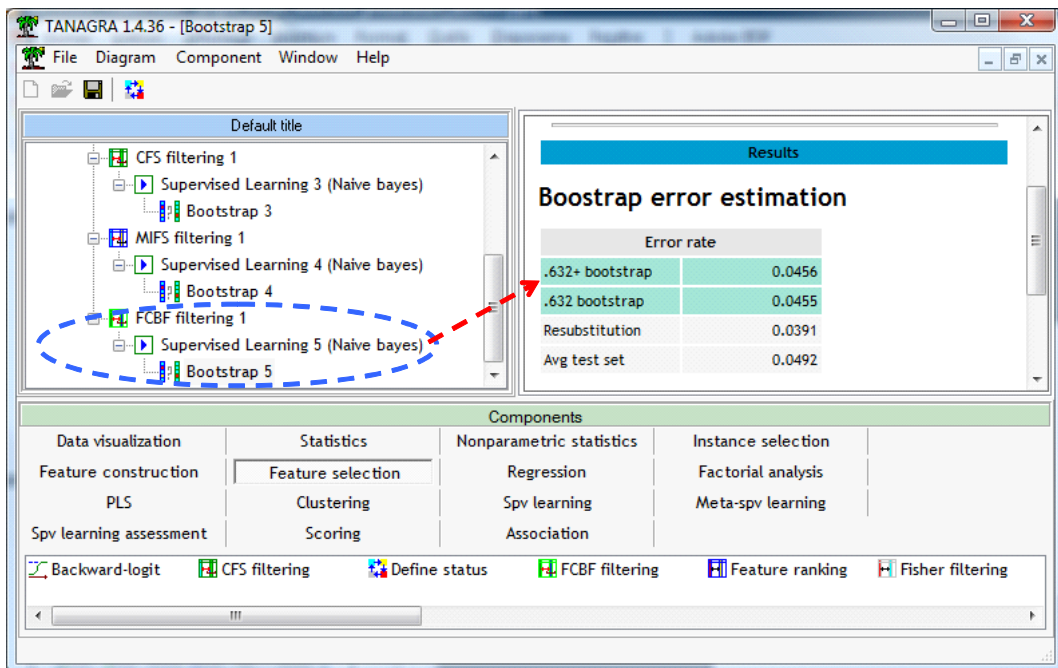 TANAGRA 1.4.36 - [Bootstrap 5]
File Diagram Component Window Help
Default title
CFS filtering 1
Supervised Learning 3 (Naive bayes)
Bootstrap 3
MIFS filtering 1
Supervised Learning 4 (Naive bayes)
Bootstrap 4
FCBF filtering 1
Supervised Learning 5 (Naive bayes)
Bootstrap 5
Results
Boostrap error estimation
Error rate
.632+ bootstrap 0.0456
.632 bootstrap 0.0455
Resubstitution 0.0391
Avg test set 0.0492
Components
Data visualization Statistics Nonparametric statistics Instance selection
Feature construction Feature selection Regression Factorial analysis
PLS Clustering Spv learning Meta-spv learning
Spv learning assessment Scoring Association
Backward-logit CFS filtering Define status FCBF filtering Feature ranking Fisher filtering